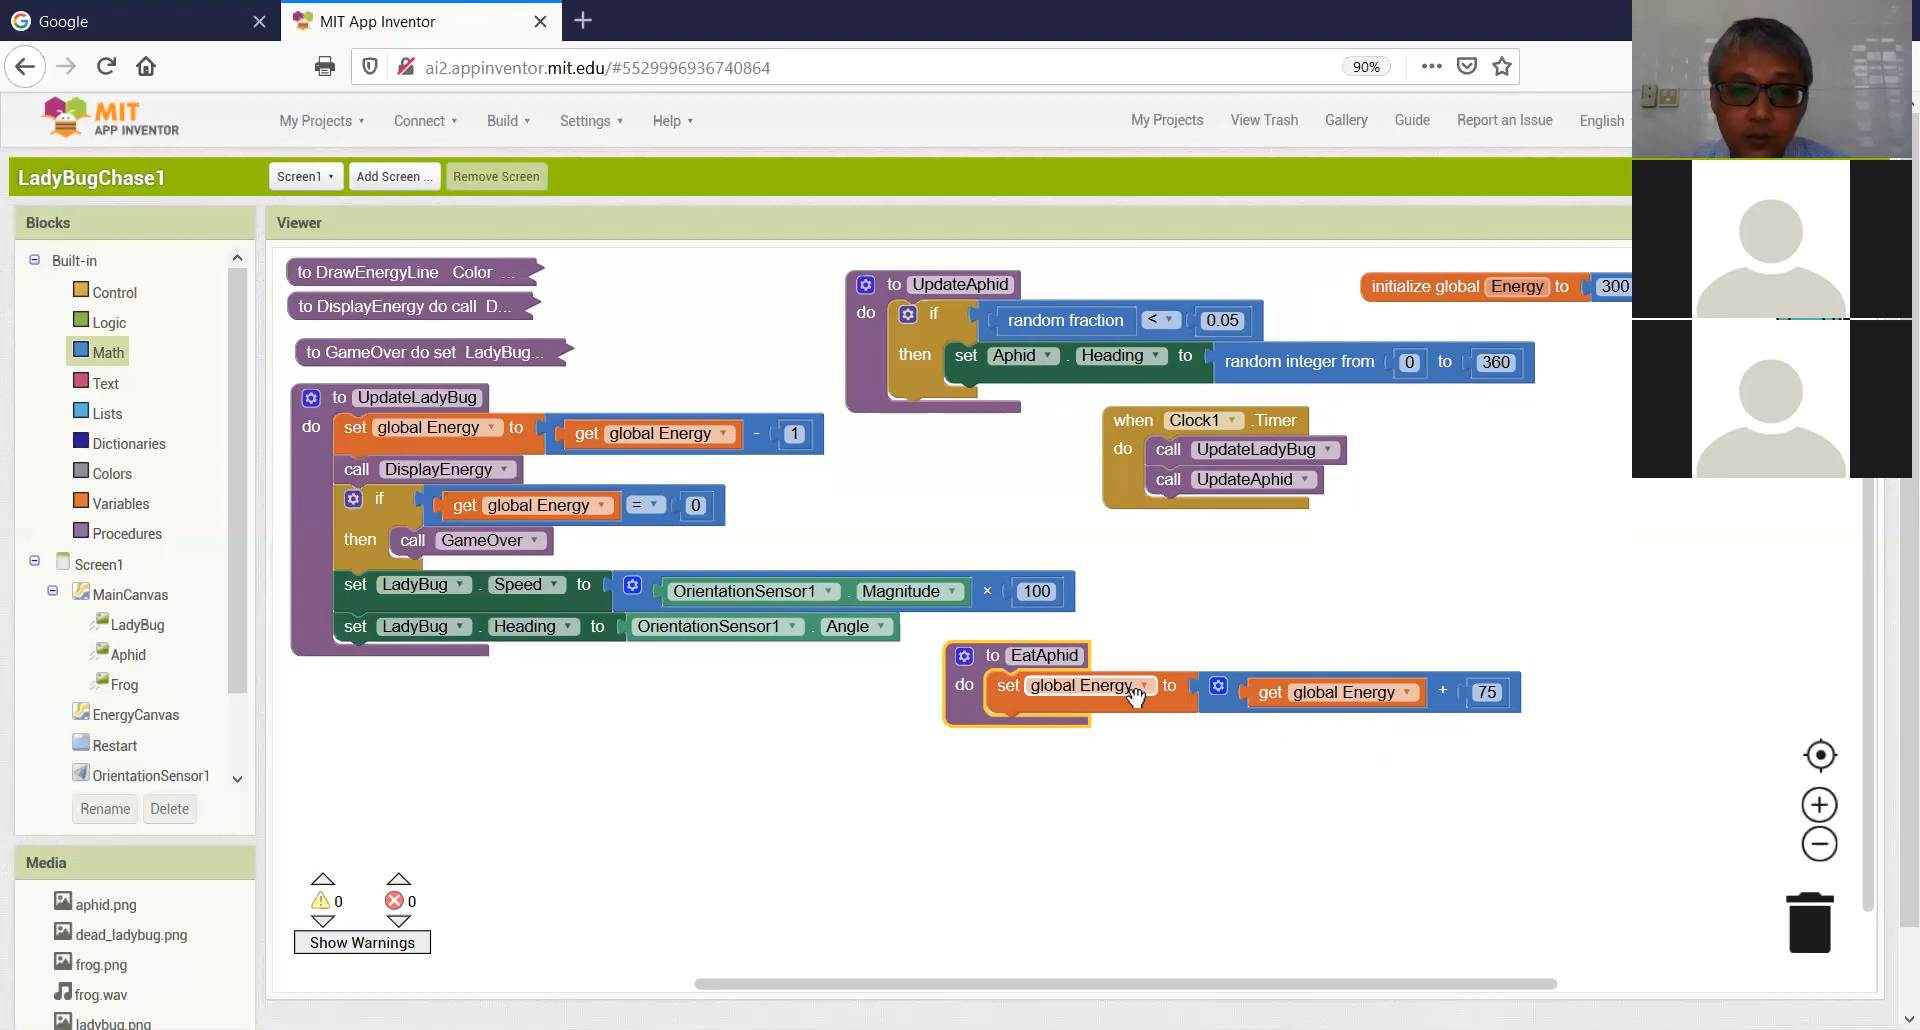 Google
MIT App Inventor
ai2.appinventor.mit.edu/#5529996936740864
90%
MIT
APP INVENTOR
My Projects
Connect
Build
Settings
Help
My Projects
View Trash
Gallery
Guide
Report an Issue
English
LadyBugChase1
Screen1
Add Screen ...
Remove Screen
Blocks
Built-in
Control
Logic
Math
Text
Lists
Dictionaries
Colors
Variables
Procedures
Screen1
MainCanvas
LadyBug
Aphid
Frog
EnergyCanvas
Restart
OrientationSensor1
Rename
Delete
Media
aphid.png
dead_ladybug.png
frog.png
frog.wav
ladybug.png
Viewer
to DrawEnergyLine Color ...
to DisplayEnergy do call D...
to GameOver do set LadyBug...
to UpdateLadyBug
do set global Energy to get global Energy - 1
call DisplayEnergy
if get global Energy = 0
then call GameOver
set LadyBug . Speed to OrientationSensor1 . Magnitude × 100
set LadyBug . Heading to OrientationSensor1 . Angle
to UpdateAphid
do if random fraction < 0.05
then set Aphid . Heading to random integer from 0 to 360
initialize global Energy to 300
when Clock1 .Timer
do call UpdateLadyBug
call UpdateAphid
to EatAphid
do set global Energy to get global Energy + 75
0
0
Show Warnings